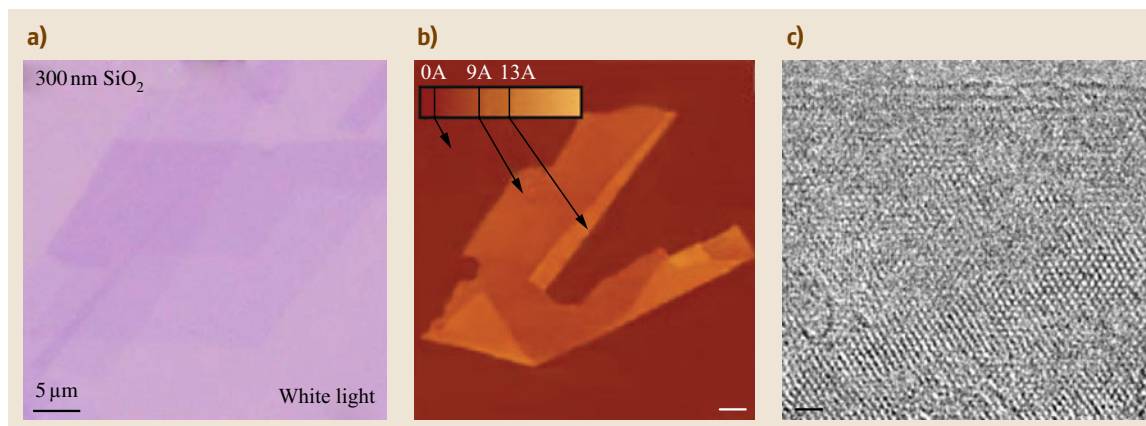 a)
300 nm SiO₂
5 µm
White light
b)
0A 9A 13A
c)